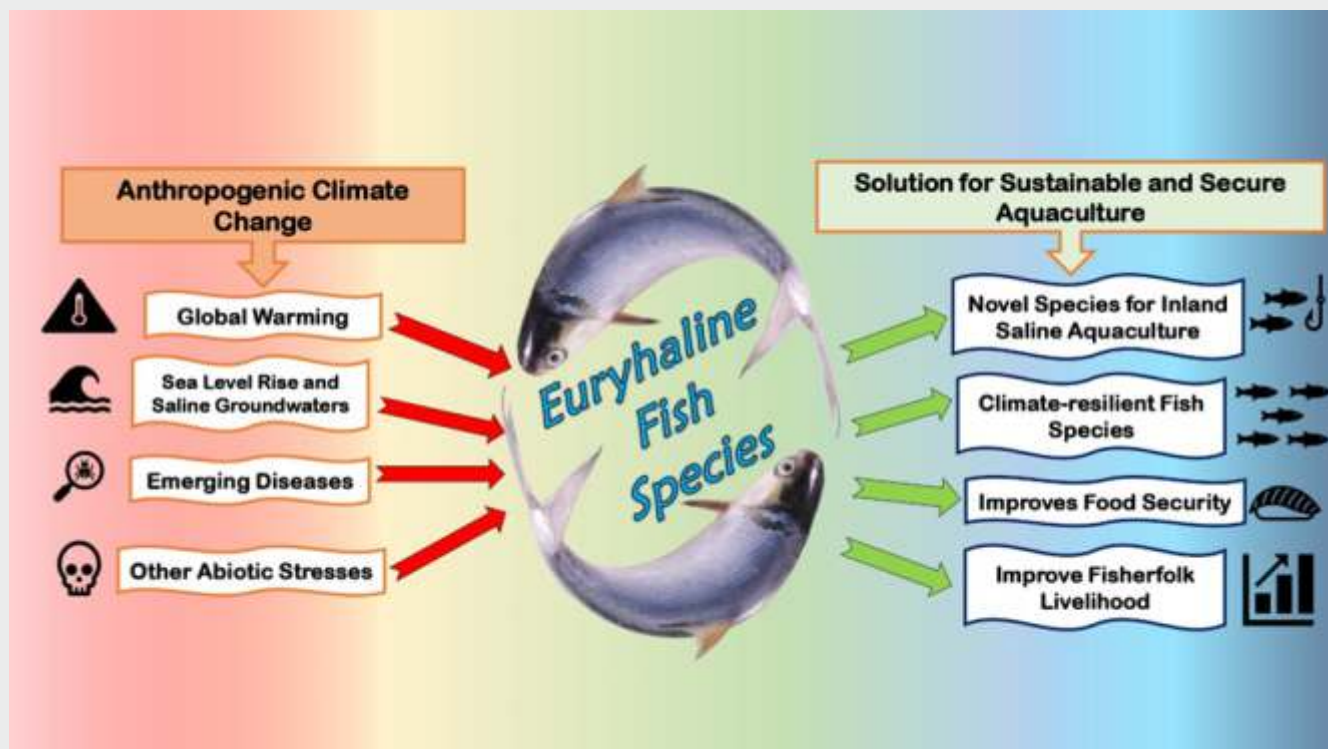 Anthropogenic Climate
Change
Global Warming
Sea Level Rise and
Saline Groundwaters
Emerging Diseases
Other Abiotic Stresses
Euryhaline
Fish
Species
Solution for Sustainable and Secure
Aquaculture
Novel Species for Inland
Saline Aquaculture
Climate-resilient Fish
Species
Improves Food Security
Improve Fisherfolk
Livelihood